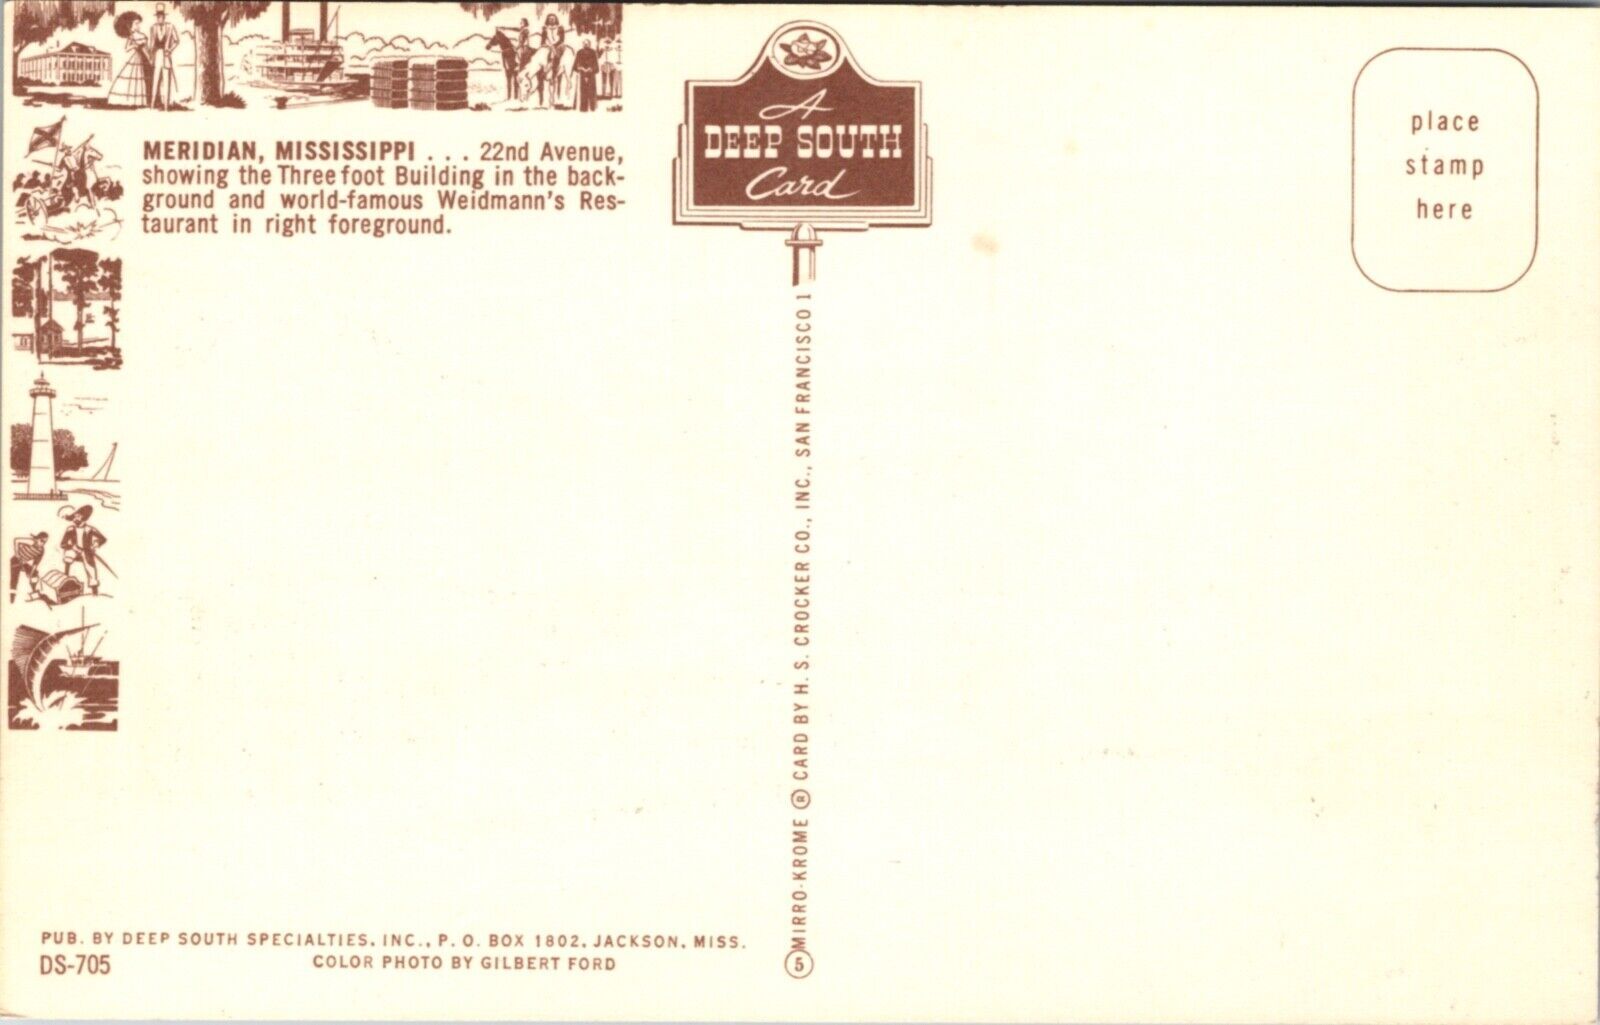 MERIDIAN, MISSISSIPPI . . . 22nd Avenue,
showing the Threefoot Building in the back-
ground and world-famous Weidmann's Res-
taurant in right foreground.
A
DEEP SOUTH
Card
place
stamp
here
MIRRO-KROME ® CARD BY H. S. CROCKER CO., INC., SAN FRANCISCO 1
5
PUB. BY DEEP SOUTH SPECIALTIES, INC., P. O. BOX 1802, JACKSON, MISS.
DS-705
COLOR PHOTO BY GILBERT FORD